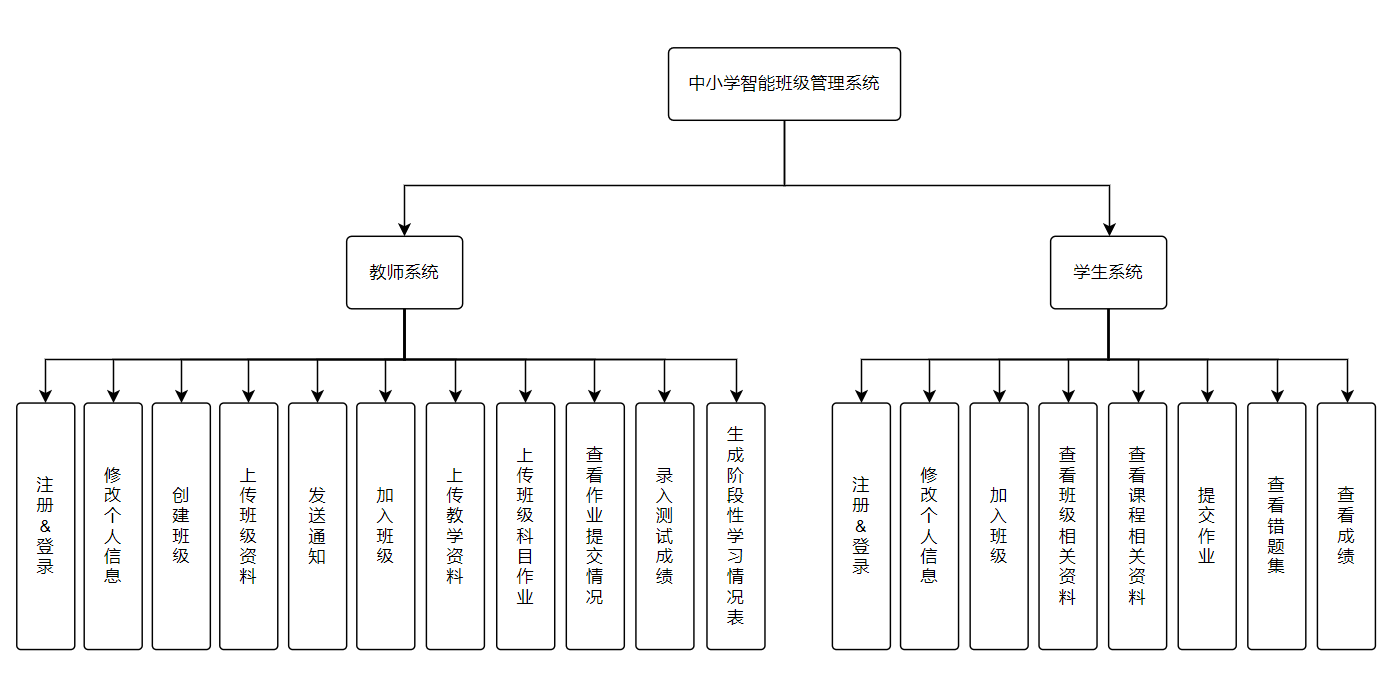 中小学智能班级管理系统
教师系统
学生系统
注册&登录
修改个人信息
创建班级
上传班级资料
发送通知
加入班级
上传教学资料
上传班级科目作业
查看作业提交情况
录入测试成绩
生成阶段性学习情况表
注册&登录
修改个人信息
加入班级
查看班级相关资料
查看课程相关资料
提交作业
查看错题集
查看成绩